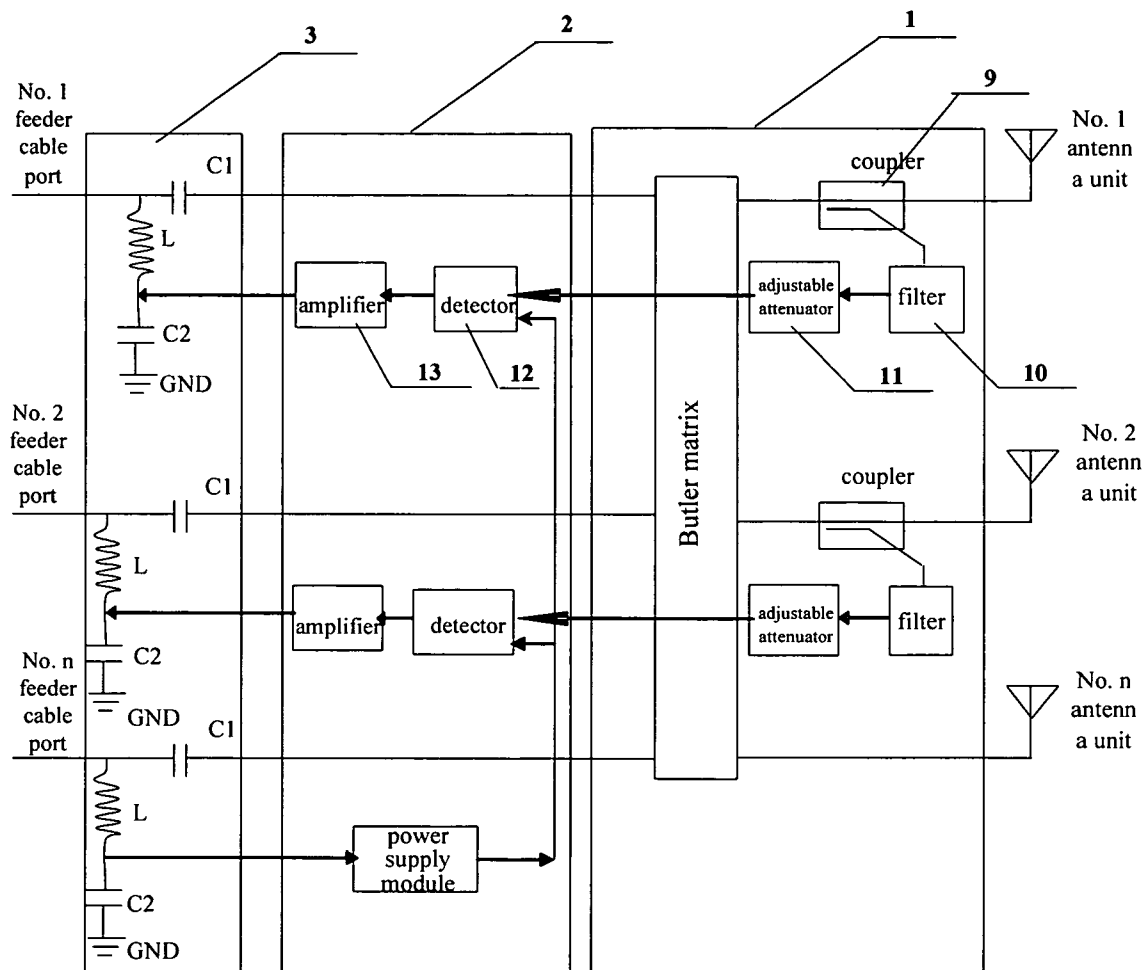 3
2
1
9
No. 1
feeder
cable
port
C1
coupler
No. 1
antenn
a unit
L
amplifier
detector
adjustable
attenuator
filter
C2
GND
13
12
11
10
No. 2
feeder
cable
port
C1
Butler matrix
coupler
No. 2
antenn
a unit
L
amplifier
detector
adjustable
attenuator
filter
C2
GND
No. n
feeder
cable
port
C1
No. n
antenn
a unit
L
power
supply
module
C2
GND